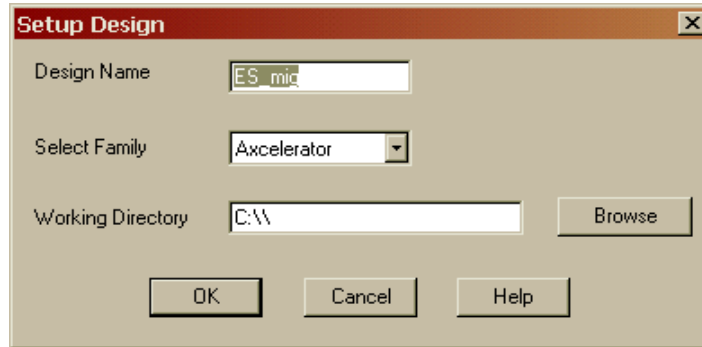 Setup Design
Design Name ES_mig
Select Family Axcelerator
Working Directory C:\\ Browse
OK Cancel Help